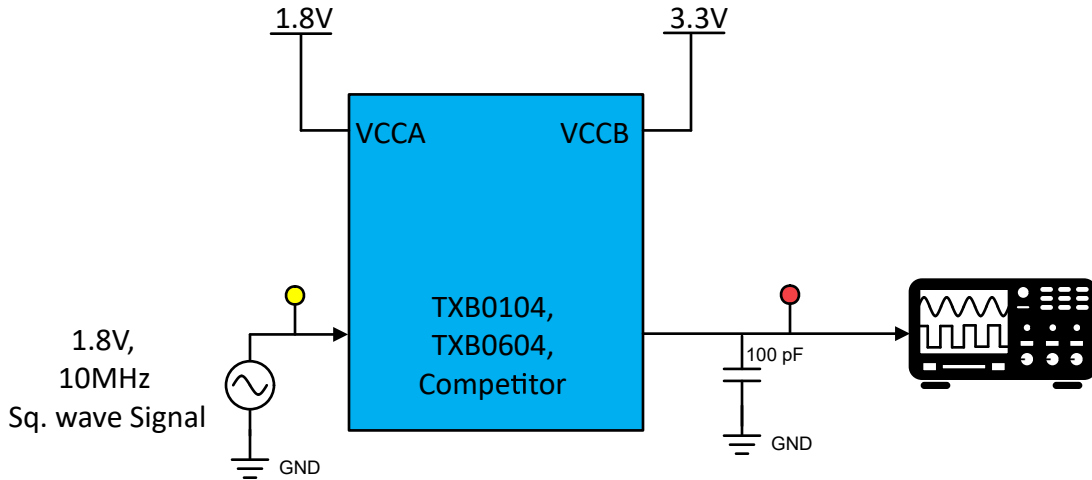 1.8V
3.3V
VCCA
VCCB
TXB0104,
TXB0604,
Competitor
1.8V,
10MHz
Sq. wave Signal
GND
100 pF
GND